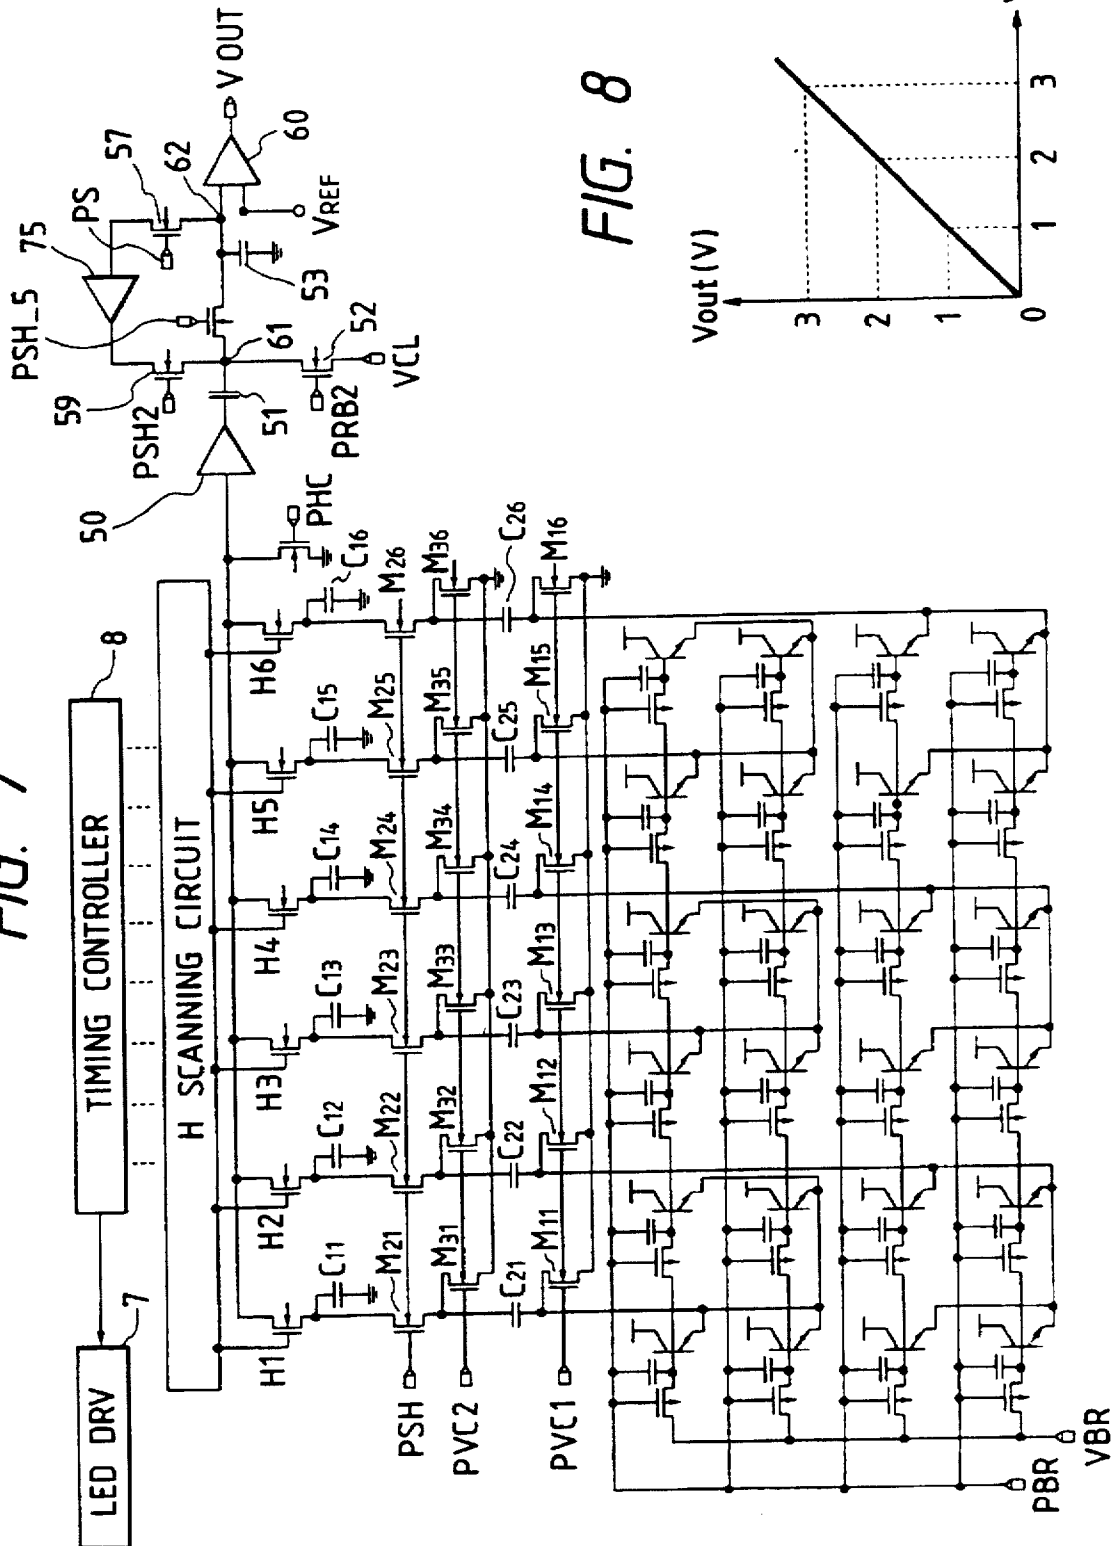 FIG. 7
LED DRV
7
TIMING CONTROLLER
8
H SCANNING CIRCUIT
H1
H2
H3
H4
H5
H6
C11
C12
C13
C14
C15
C16
PHC
50
PSH
M21
M22
M23
M24
M25
M26
PVC2
M31
M32
M33
M34
M35
M36
C21
C22
C23
C24
C25
C26
PVC1
M11
M12
M13
M14
M15
M16
PBR
VBR
PSH2
59
PSH_5
75
PS
57
62
60
V OUT
VREF
53
61
51
52
PRB2
VCL
FIG. 8
Vout(V)
3
2
1
0
1
2
3